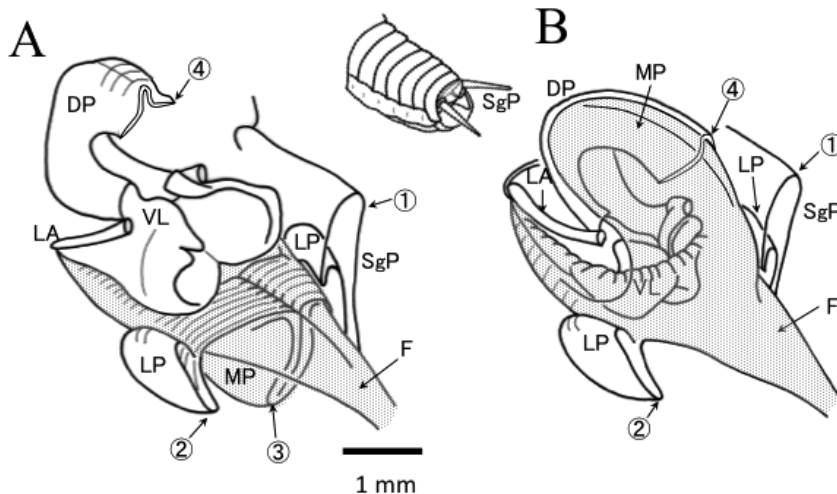 A
B
④
DP
SgP
DP
MP
④
①
LP
SgP
LA
VL
①
LA
VL
LP
SgP
F
F
LP
MP
LP
②
③
②
1 mm